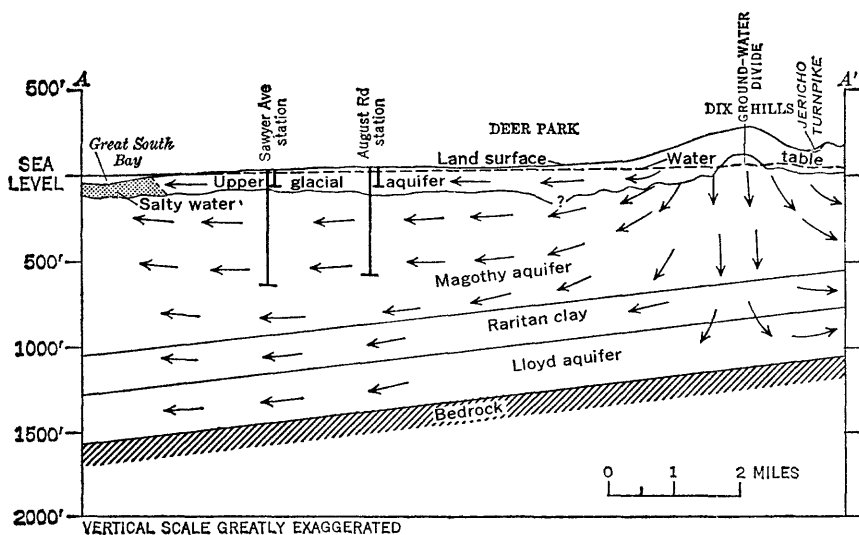 A
A'
500'
SEA
LEVEL
500'
1000'
1500'
2000'
Great South
Bay
Sawyer Ave
station
August Rd
station
DEER PARK
DIX HILLS
GROUND-WATER
DIVIDE
JERICHO
TURNPIKE
Land surface
Water table
Upper glacial aquifer
Salty water
?
Magothy aquifer
Raritan clay
Lloyd aquifer
Bedrock
0 1 2 MILES
VERTICAL SCALE GREATLY EXAGGERATED